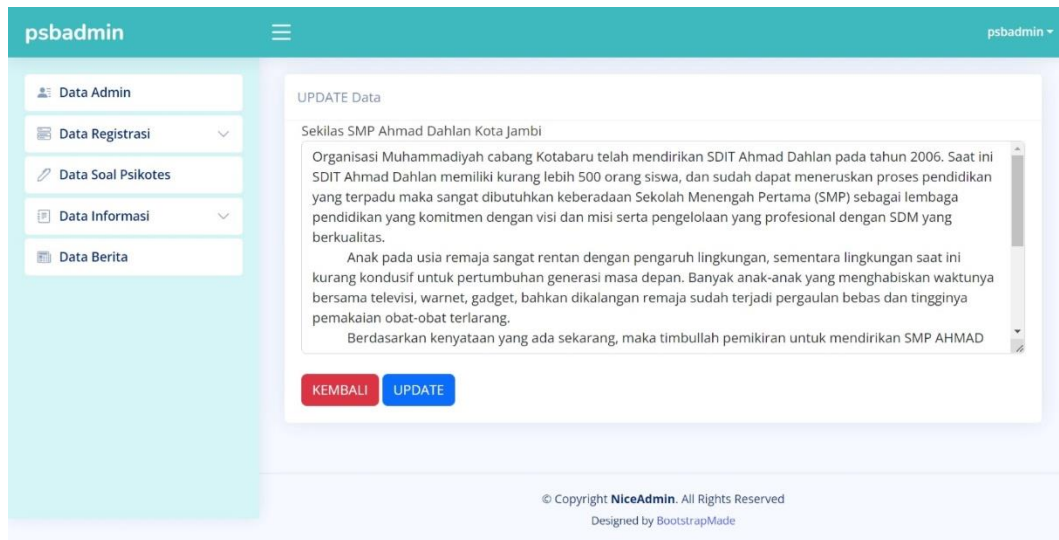 psbadmin
psbadmin
Data Admin
Data Registrasi
Data Soal Psikotes
Data Informasi
Data Berita
UPDATE Data
Sekilas SMP Ahmad Dahlan Kota Jambi
Organisasi Muhammadiyah cabang Kotabaru telah mendirikan SDIT Ahmad Dahlan pada tahun 2006. Saat ini
SDIT Ahmad Dahlan memiliki kurang lebih 500 orang siswa, dan sudah dapat meneruskan proses pendidikan
yang terpadu maka sangat dibutuhkan keberadaan Sekolah Menengah Pertama (SMP) sebagai lembaga
pendidikan yang komitmen dengan visi dan misi serta pengelolaan yang profesional dengan SDM yang
berkualitas.
Anak pada usia remaja sangat rentan dengan pengaruh lingkungan, sementara lingkungan saat ini
kurang kondusif untuk pertumbuhan generasi masa depan. Banyak anak-anak yang menghabiskan waktunya
bersama televisi, warnet, gadget, bahkan dikalangan remaja sudah terjadi pergaulan bebas dan tingginya
pemakaian obat-obat terlarang.
Berdasarkan kenyataan yang ada sekarang, maka timbullah pemikiran untuk mendirikan SMP AHMAD
KEMBALI
UPDATE
© Copyright NiceAdmin. All Rights Reserved
Designed by BootstrapMade